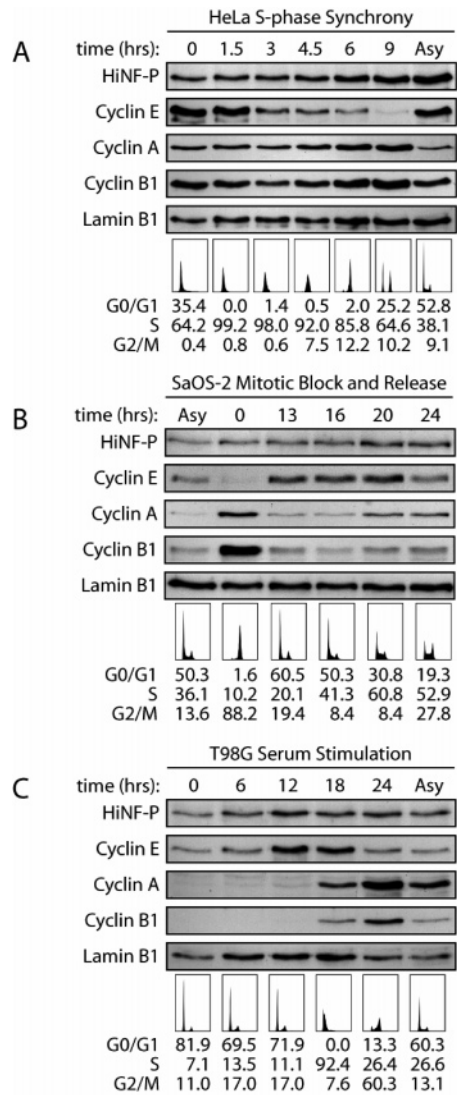 HeLa S-phase Synchrony
A
time (hrs): 0 1.5 3 4.5 6 9 Asy
HiNF-P
Cyclin E
Cyclin A
Cyclin B1
Lamin B1
G0/G1 35.4 0.0 1.4 0.5 2.0 25.2 52.8
S 64.2 99.2 98.0 92.0 85.8 64.6 38.1
G2/M 0.4 0.8 0.6 7.5 12.2 10.2 9.1
SaOS-2 Mitotic Block and Release
B
time (hrs): Asy 0 13 16 20 24
HiNF-P
Cyclin E
Cyclin A
Cyclin B1
Lamin B1
G0/G1 50.3 1.6 60.5 50.3 30.8 19.3
S 36.1 10.2 20.1 41.3 60.8 52.9
G2/M 13.6 88.2 19.4 8.4 8.4 27.8
T98G Serum Stimulation
C
time (hrs): 0 6 12 18 24 Asy
HiNF-P
Cyclin E
Cyclin A
Cyclin B1
Lamin B1
G0/G1 81.9 69.5 71.9 0.0 13.3 60.3
S 7.1 13.5 11.1 92.4 26.4 26.6
G2/M 11.0 17.0 17.0 7.6 60.3 13.1